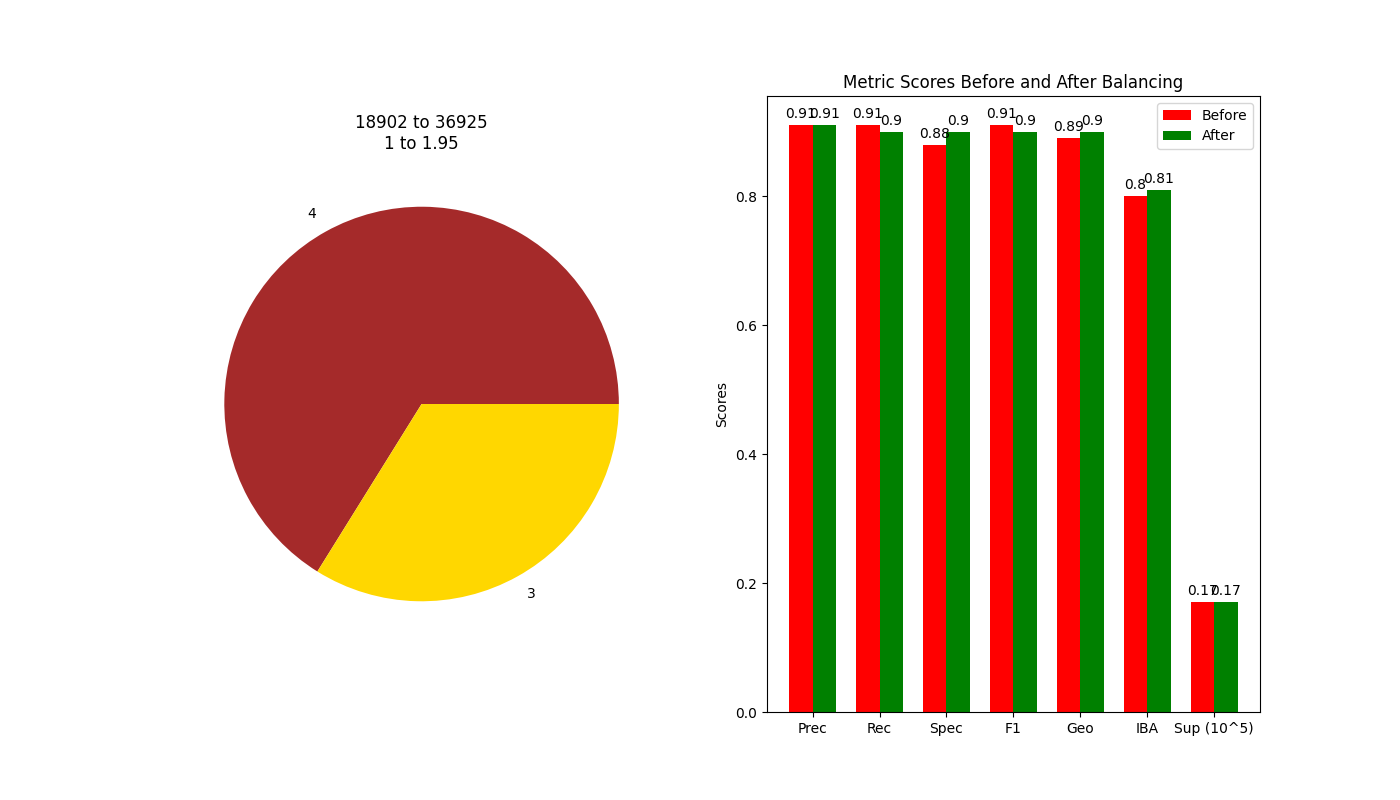 18902 to 36925
1 to 1.95
4
3
Metric Scores Before and After Balancing
Before
After
0.91 0.91 0.91 0.9 0.88 0.9 0.91 0.9 0.89 0.9 0.8 0.81 0.17 0.17
Scores
0.8
0.6
0.4
0.2
0.0
Prec Rec Spec F1 Geo IBA Sup (10^5)